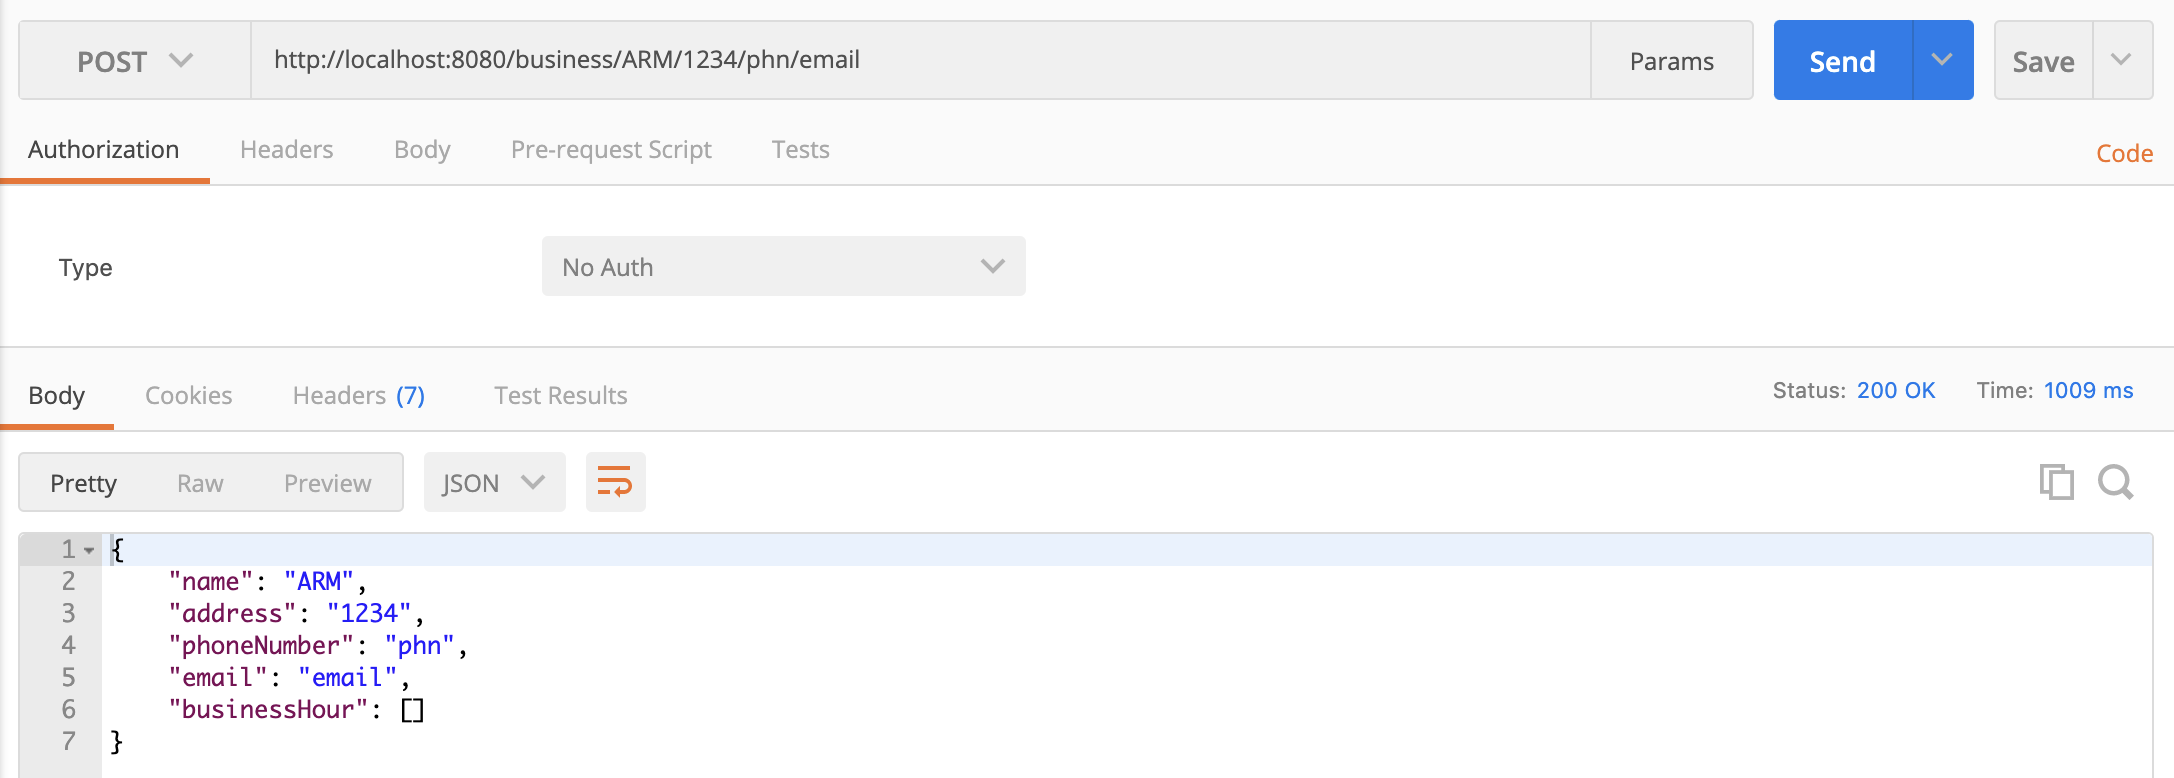 POST http://localhost:8080/business/ARM/1234/phn/email Params Send Save
Authorization Headers Body Pre-request Script Tests Code
Type No Auth
Body Cookies Headers (7) Test Results Status: 200 OK Time: 1009 ms
Pretty Raw Preview JSON
1 {
2 "name": "ARM",
3 "address": "1234",
4 "phoneNumber": "phn",
5 "email": "email",
6 "businessHour": []
7 }